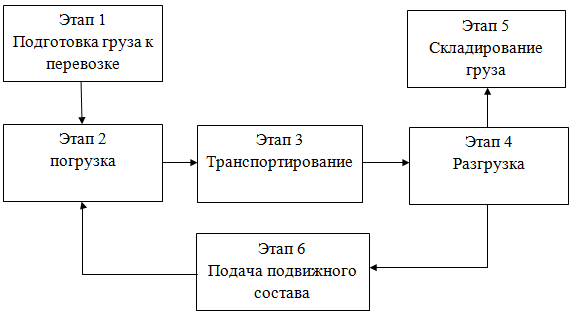 Этап 1
Подготовка груза к
перевозке
Этап 5
Складирование
груза
Этап 2
погрузка
Этап 3
Транспортирование
Этап 4
Разгрузка
Этап 6
Подача подвижного
состава